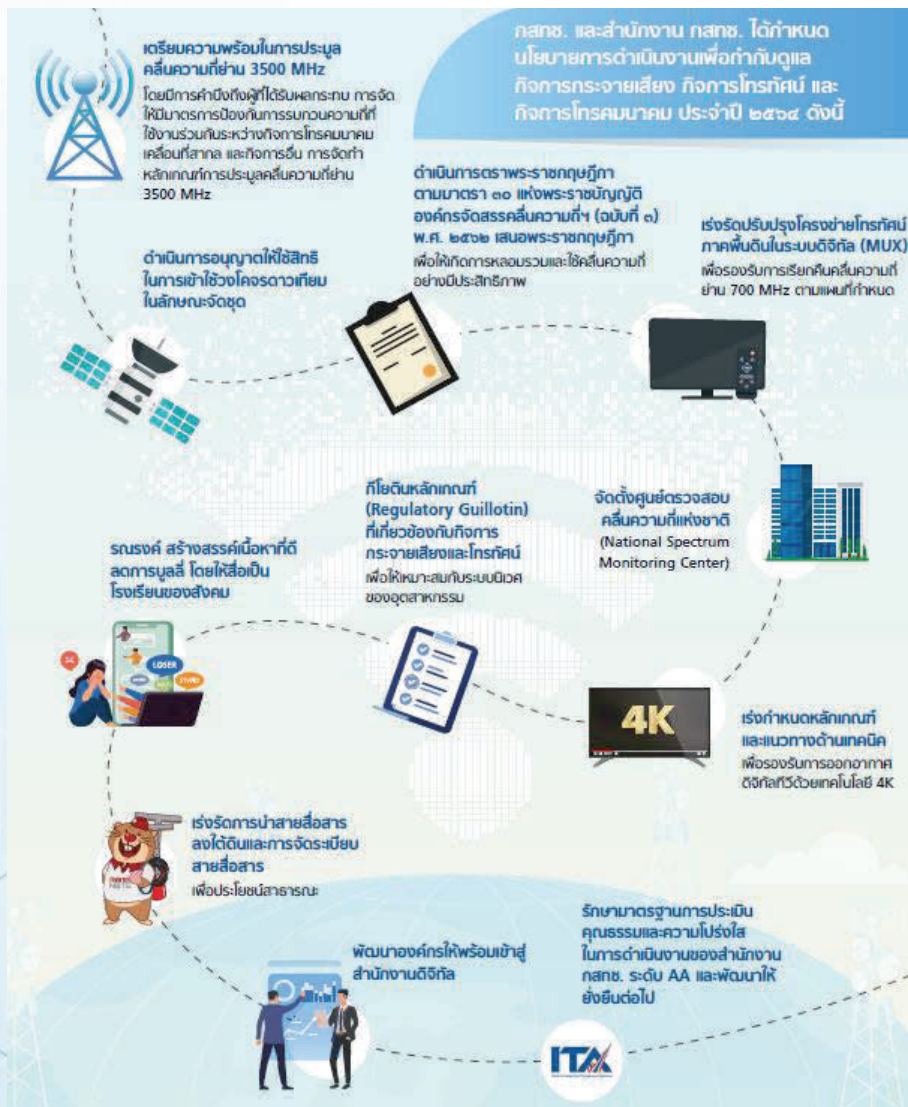 กสทช. และสำนักงาน กสทช. ได้กำหนด
นโยบายการดำเนินงานเพื่อกำกับดูแล
กิจการกระจายเสียง กิจการโทรทัศน์ และ
กิจการโทรคมนาคม ประจำปี ๒๕๖๔ ดังนี้
เตรียมความพร้อมในการประมูล
คลื่นความถี่ย่าน 3500 MHz
โดยมีการคำนึงถึงผู้ที่ได้รับผลกระทบ การจัด
ให้มีมาตรการป้องกันการรบกวนความถี่ที่
ใช้งานร่วมกันระหว่างกิจการโทรคมนาคม
เคลื่อนที่สากล และกิจการอื่น การจัดทำ
หลักเกณฑ์การประมูลคลื่นความถี่ย่าน
3500 MHz
ดำเนินการอนุญาตให้ใช้สิทธิ
ในการเข้าใช้วงโคจรดาวเทียม
ในลักษณะจัดชุด
ดำเนินการตราพระราชกฤษฎีกา
ตามมาตรา ๓๐ แห่งพระราชบัญญัติ
องค์กรจัดสรรคลื่นความถี่ฯ (ฉบับที่ ๓)
พ.ศ. ๒๕๖๒ เสนอพระราชกฤษฎีกา
เพื่อให้เกิดการหลอมรวมและใช้คลื่นความถี่
อย่างมีประสิทธิภาพ
เร่งรัดปรับปรุงโครงข่ายโทรทัศน์
ภาคพื้นดินในระบบดิจิทัล (MUX)
เพื่อรองรับการเรียกคืนคลื่นความถี่
ย่าน 700 MHz ตามแผนที่กำหนด
จัดตั้งศูนย์ตรวจสอบ
คลื่นความถี่แห่งชาติ
(National Spectrum
Monitoring Center)
4K
เร่งกำหนดหลักเกณฑ์
และแนวทางด้านเทคนิค
เพื่อรองรับการออกอากาศ
ดิจิทัลทีวีด้วยเทคโนโลยี 4K
กิโยตินหลักเกณฑ์
(Regulatory Guillotin)
ที่เกี่ยวข้องกับกิจการ
กระจายเสียงและโทรทัศน์
เพื่อให้เหมาะสมกับระบบนิเวศ
ของอุตสาหกรรม
รณรงค์ สร้างสรรค์เนื้อหาที่ดี
ลดการบูลลี่ โดยให้สื่อเป็น
โรงเรียนของสังคม
LOSER
เร่งรัดการนำสายสื่อสาร
ลงใต้ดินและการจัดระเบียบ
สายสื่อสาร
เพื่อประโยชน์สาธารณะ
พัฒนาองค์กรให้พร้อมเข้าสู่
สำนักงานดิจิทัล
รักษามาตรฐานการประเมิน
คุณธรรมและความโปร่งใส
ในการดำเนินงานของสำนักงาน
กสทช. ระดับ AA และพัฒนาให้
ยั่งยืนต่อไป
ITA